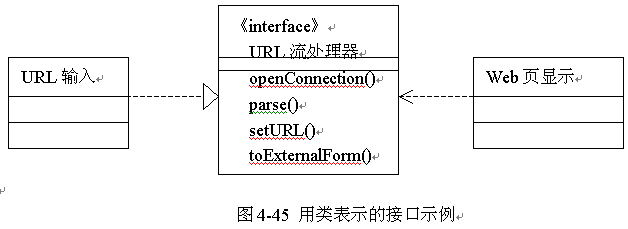 《interface》
URL 流处理器
URL 输入
openConnection()
parse()
setURL()
toExternalForm()
Web 页显示
图 4-45 用类表示的接口示例